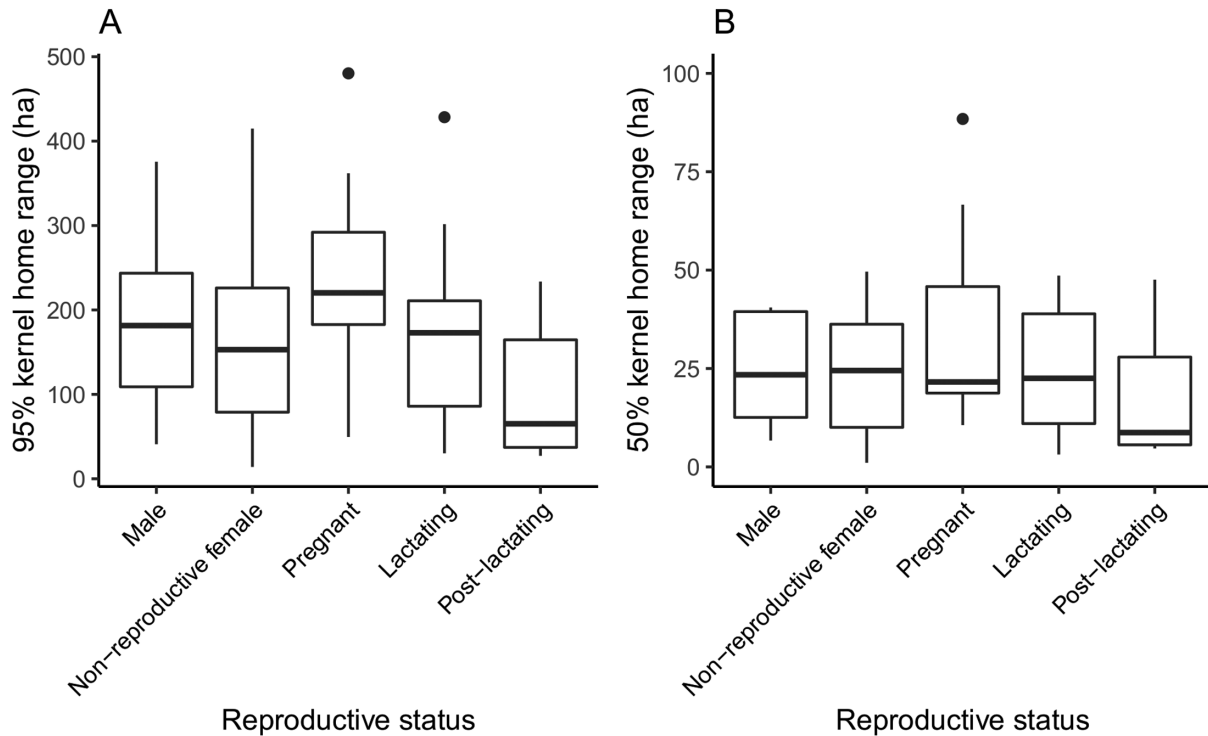 A
95% kernel home range (ha)
500
400
300
200
100
0
Male
Non-reproductive female
Pregnant
Lactating
Post-lactating
Reproductive status
B
50% kernel home range (ha)
100
75
50
25
0
Male
Non-reproductive female
Pregnant
Lactating
Post-lactating
Reproductive status